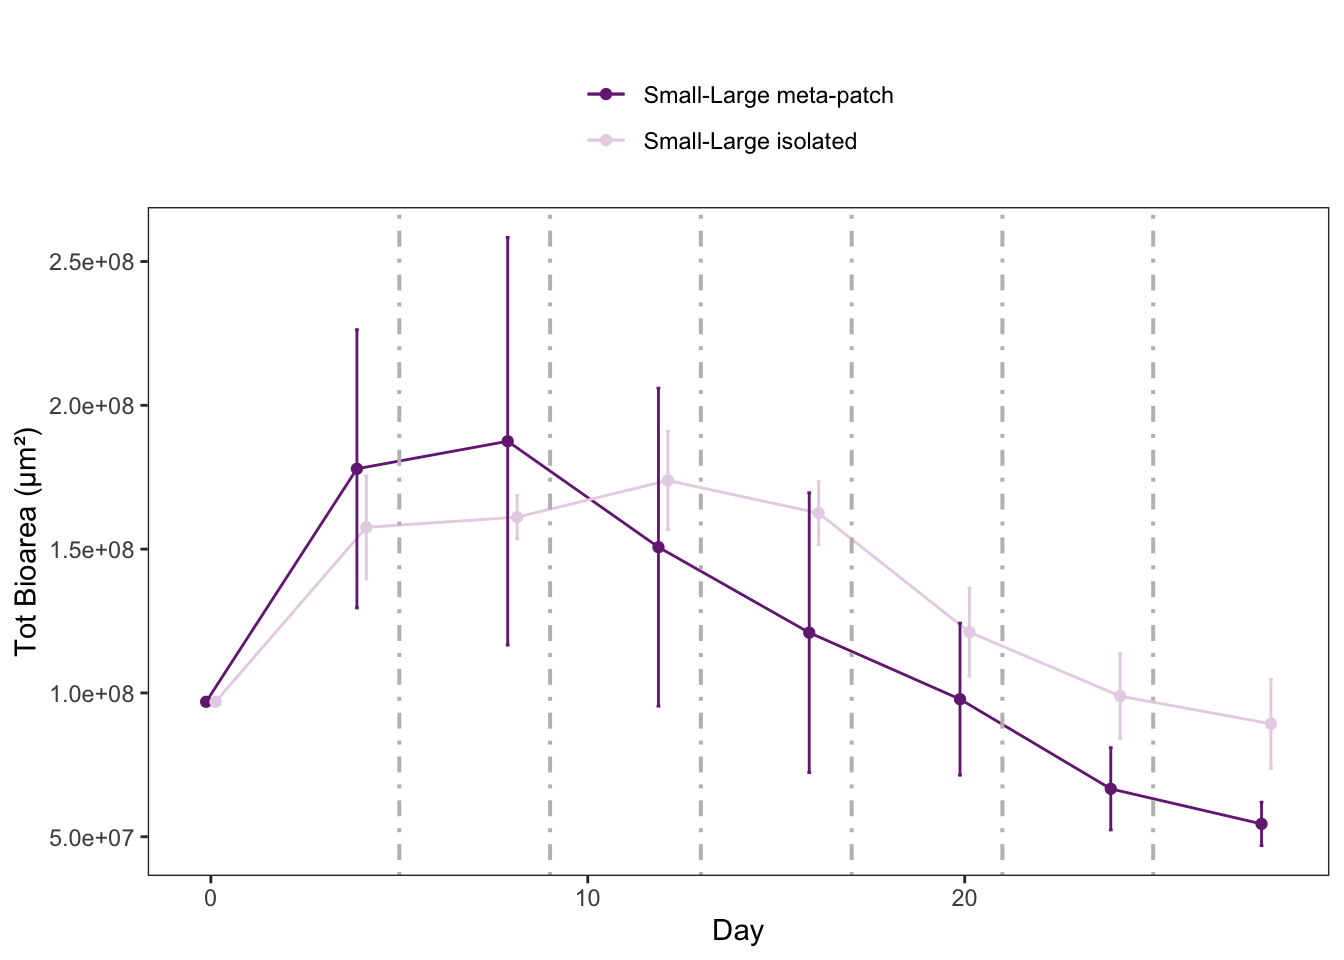 Small-Large meta-patch
Small-Large isolated
Tot Bioarea (µm²)
2.5e+08
2.0e+08
1.5e+08
1.0e+08
5.0e+07
0 10 20
Day